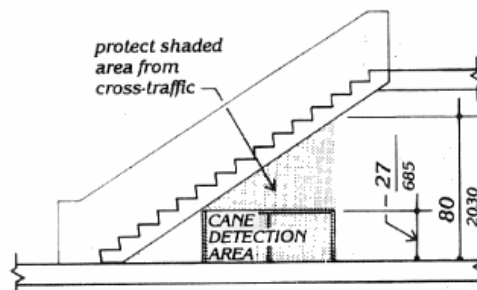 protect shaded
area from
cross-traffic
27
685
80
2030
CANE
DETECTION
AREA